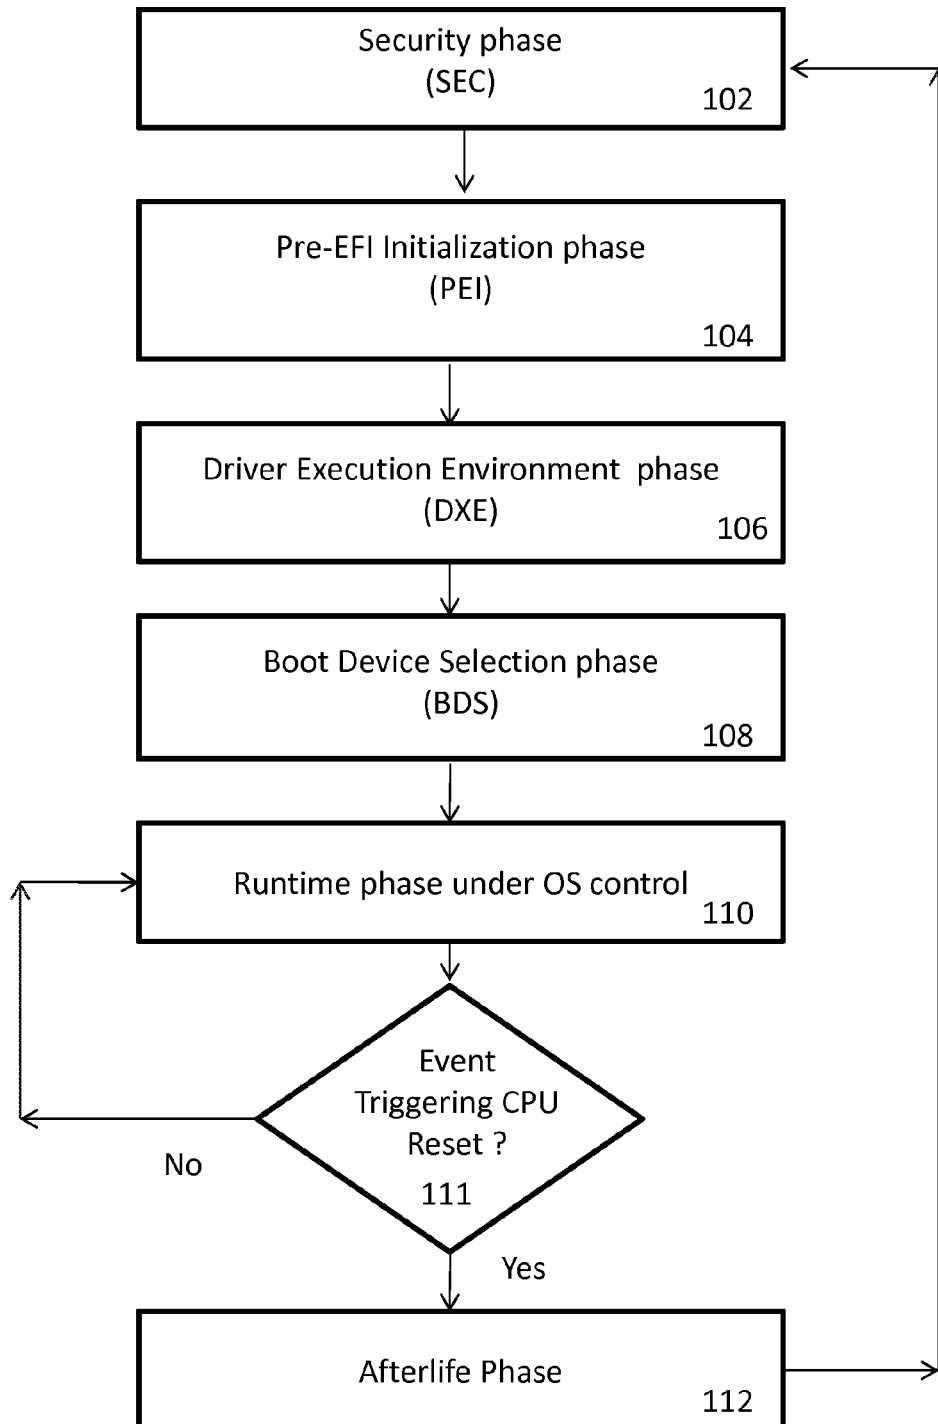 Security phase
(SEC)
102
Pre-EFI Initialization phase
(PEI)
104
Driver Execution Environment  phase
(DXE)
106
Boot Device Selection phase
(BDS)
108
Runtime phase under OS control
110
Event
Triggering CPU
Reset ?
111
No
Yes
Afterlife Phase
112